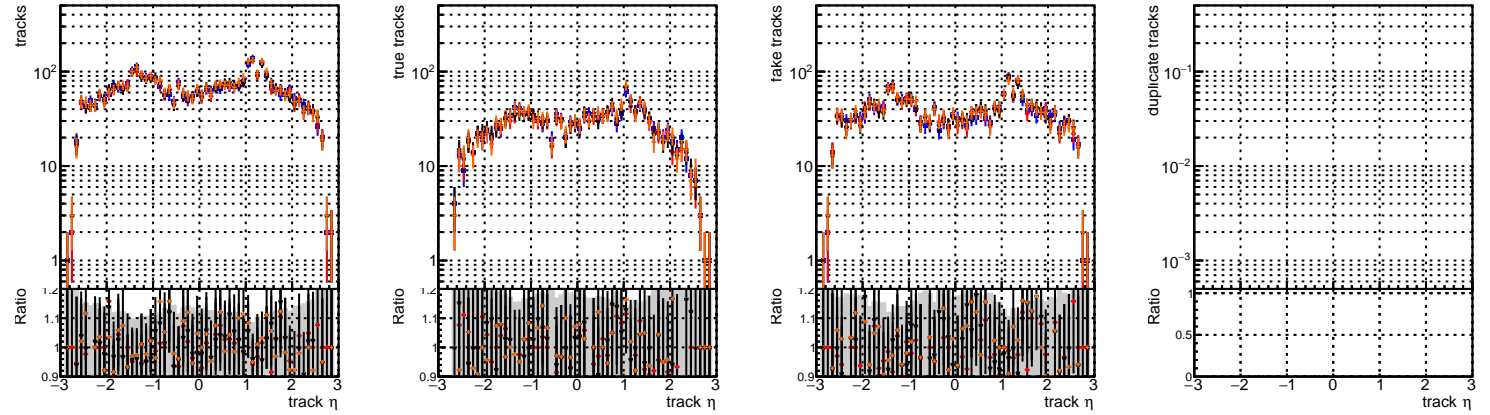 tracks
10²
10
1
Ratio
1.2
1.1
1
0.9
−3 −2 −1 0 1 2 3
track η
true tracks
10²
10
1
Ratio
1.2
1.1
1
0.9
−3 −2 −1 0 1 2 3
track η
fake tracks
10²
10
1
Ratio
1.2
1.1
1
0.9
−3 −2 −1 0 1 2 3
track η
duplicate tracks
10⁻¹
10⁻²
10⁻³
Ratio
1
0.5
0
−3 −2 −1 0 1 2 3
track η